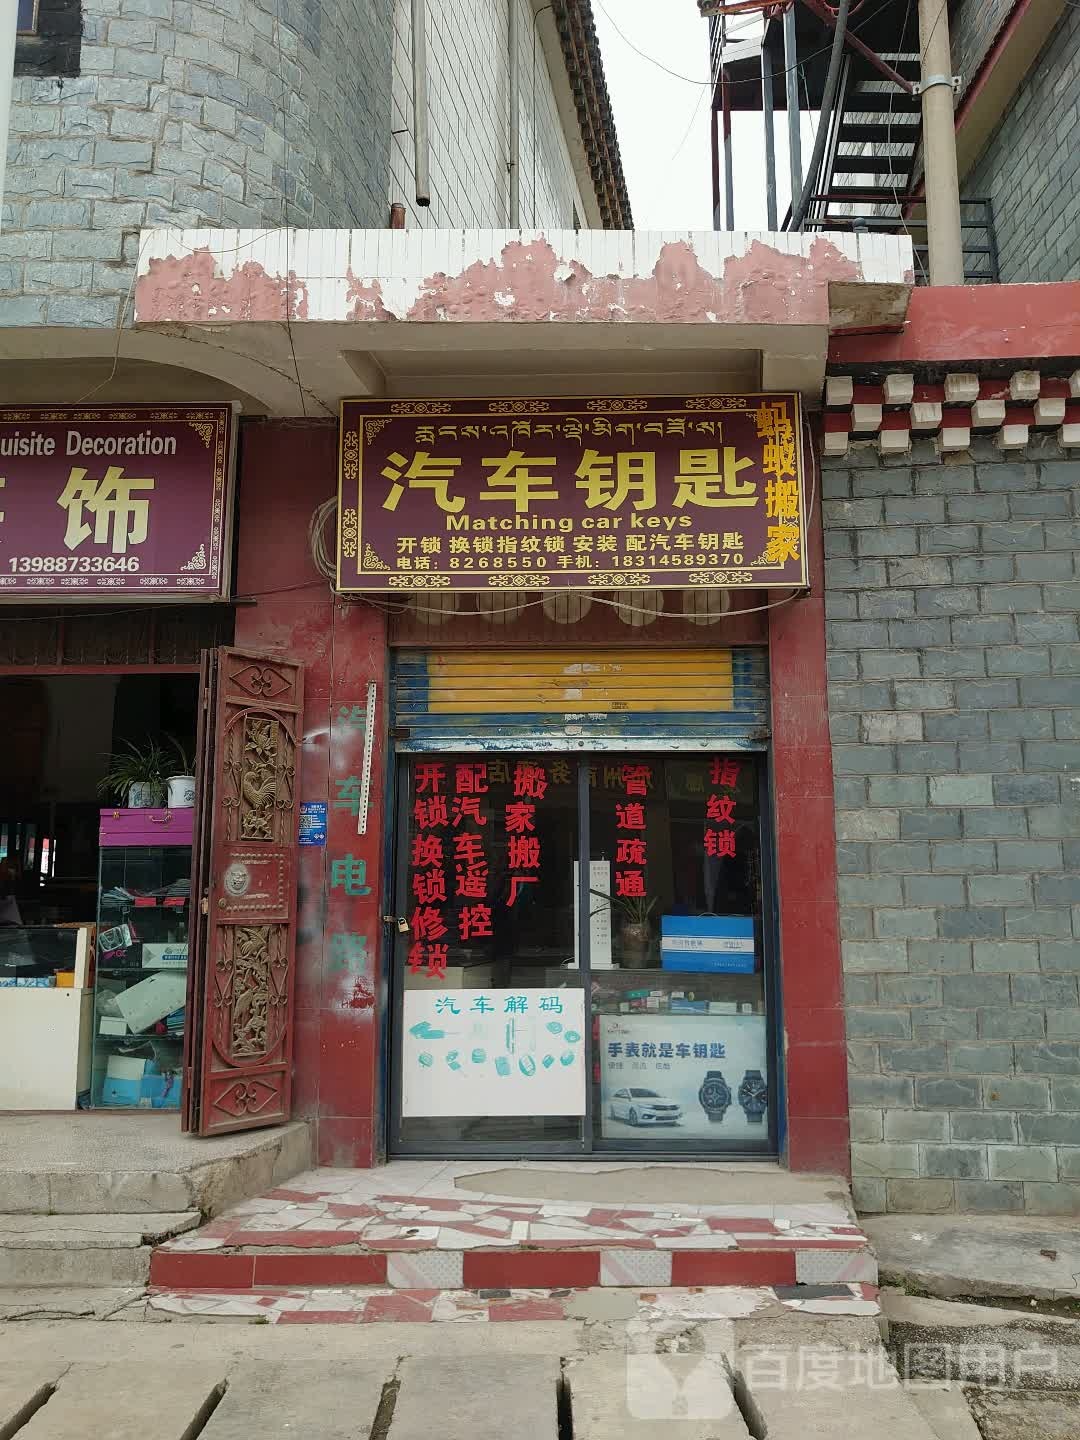 uisite Decoration
饰
13988733646
汽车钥匙
Matching car keys
开锁 换锁指纹锁 安装 配汽车钥匙
电话：8268550 手机：18314589370
蚂蚁搬家
汽车电路
开锁换锁修锁
配汽车遥控
搬家搬厂
管道疏通
指纹锁
汽车解码
手表就是车钥匙
百度地图用户